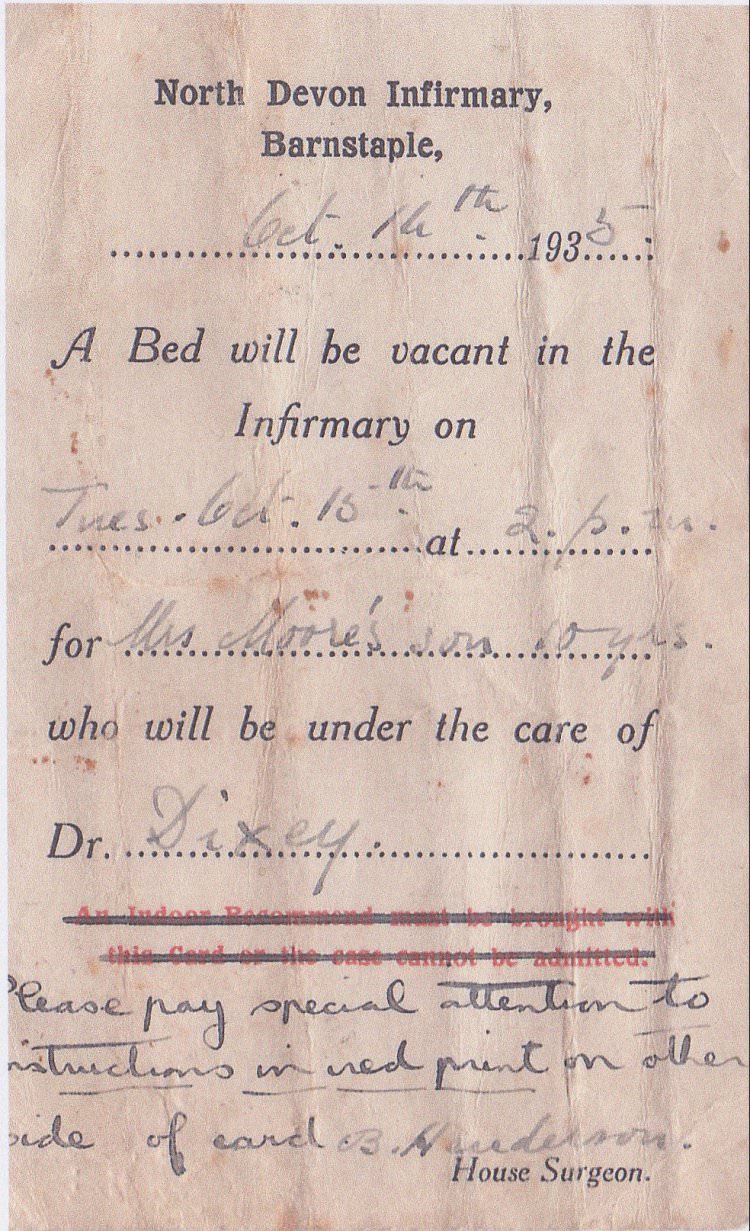 North Devon Infirmary,
Barnstaple,
Oct. 14th 1935
A Bed will be vacant in the
Infirmary on
Tues. Oct. 15th at 2. p.m.
for Mrs Moore's son 10 yrs.
who will be under the care of
Dr. Dixey.
An Indoor Recommend must be brought with
this Card or the case cannot be admitted.
Please pay special attention to
instructions in red print on other
side of card B. Henderson.
House Surgeon.